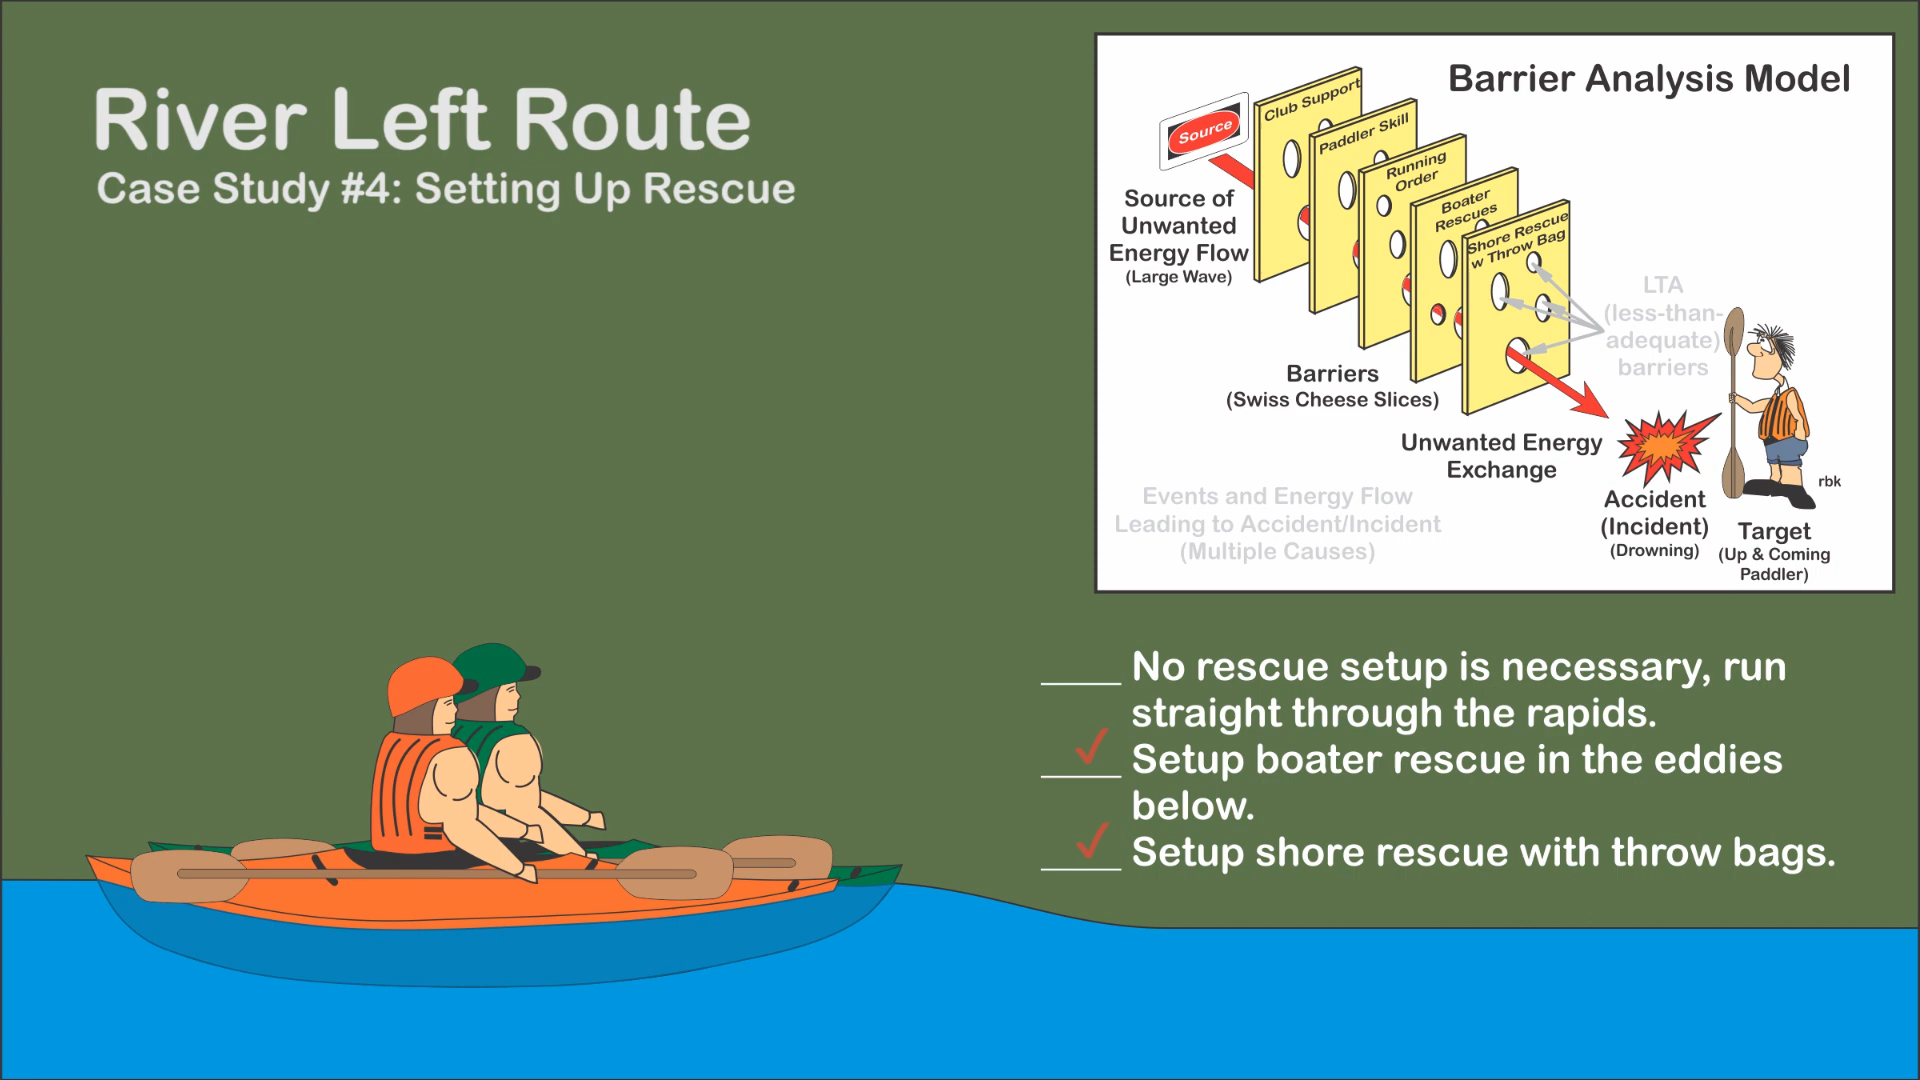 River Left Route
Case Study #4: Setting Up Rescue
Barrier Analysis Model
Source
Source of
Unwanted
Energy Flow
(Large Wave)
Club Support
Paddler Skill
Running
Order
Boater
Rescues
Shore Rescue
w Throw Bag
LTA
(less-than-
adequate)
barriers
Barriers
(Swiss Cheese Slices)
Unwanted Energy
Exchange
Events and Energy Flow
Leading to Accident/Incident
(Multiple Causes)
Accident
(Incident)
(Drowning)
rbk
Target
(Up & Coming
Paddler)
No rescue setup is necessary, run
straight through the rapids.
Setup boater rescue in the eddies
below.
Setup shore rescue with throw bags.